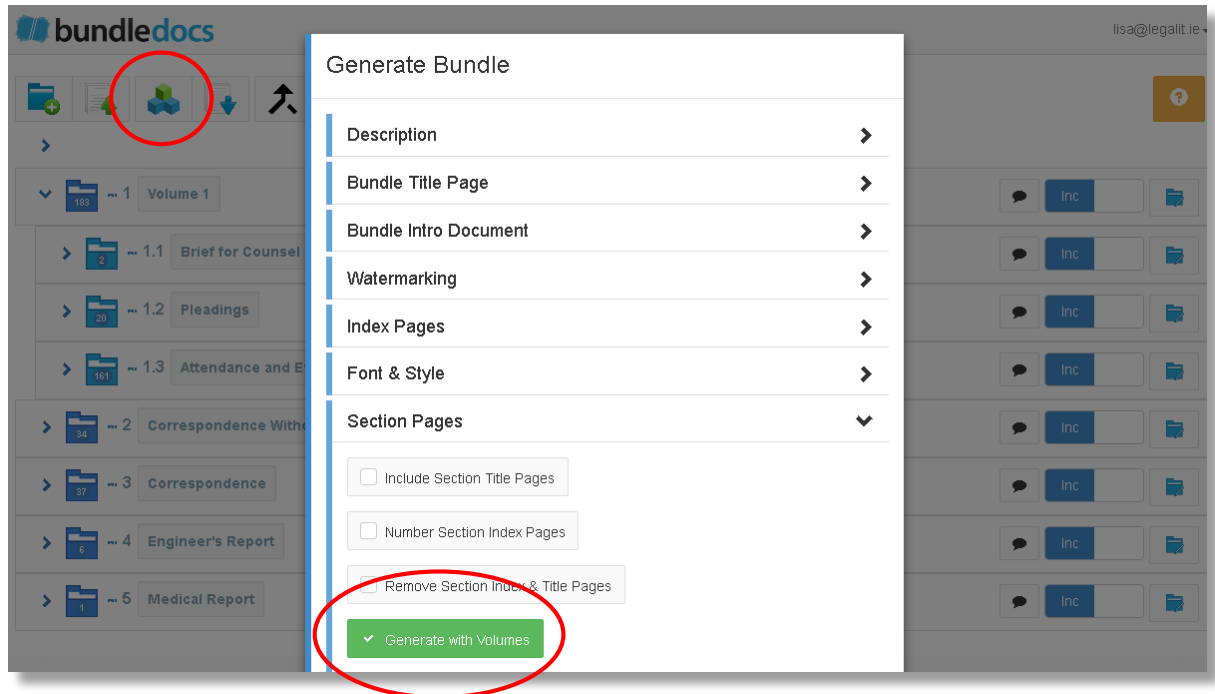 bundledocs
lisa@legalit.ie
Generate Bundle
Description
Bundle Title Page
Bundle Intro Document
Watermarking
Index Pages
Font & Style
Section Pages
Include Section Title Pages
Number Section Index Pages
Remove Section Index & Title Pages
Generate with Volumes
183 1 Volume 1 Inc
2 1.1 Brief for Counsel Inc
20 1.2 Pleadings Inc
161 1.3 Attendance and Inc
34 2 Correspondence Inc
37 3 Correspondence Inc
6 4 Engineer's Report Inc
1 5 Medical Report Inc